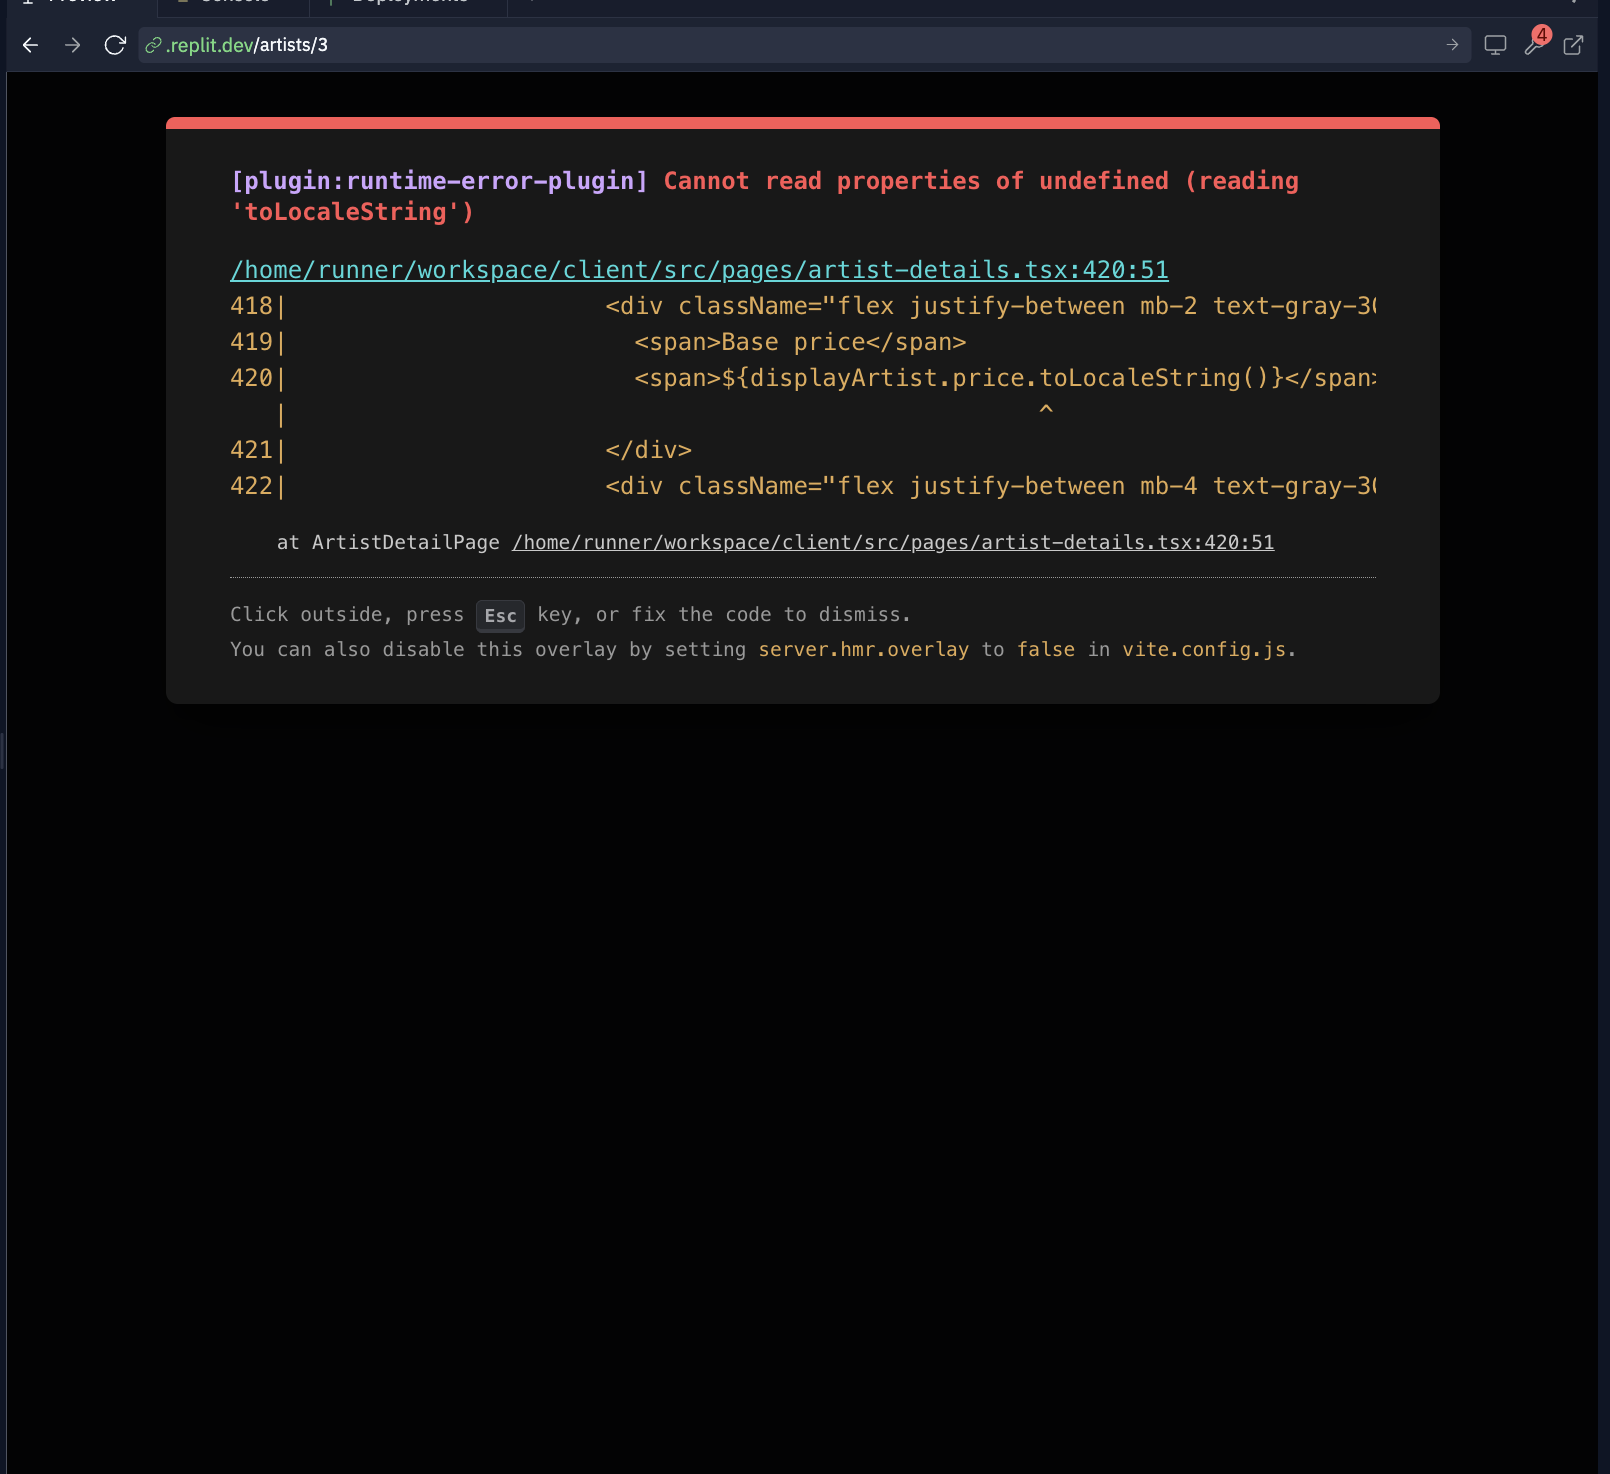 .replit.dev/artists/3
4
[plugin:runtime-error-plugin] Cannot read properties of undefined (reading
'toLocaleString')
/home/runner/workspace/client/src/pages/artist-details.tsx:420:51
418|                      <div className="flex justify-between mb-2 text-gray-30
419|                        <span>Base price</span>
420|                        <span>${displayArtist.price.toLocaleString()}</span>
   |                                                    ^
421|                      </div>
422|                      <div className="flex justify-between mb-4 text-gray-30
at ArtistDetailPage /home/runner/workspace/client/src/pages/artist-details.tsx:420:51
Click outside, press Esc key, or fix the code to dismiss.
You can also disable this overlay by setting server.hmr.overlay to false in vite.config.js.